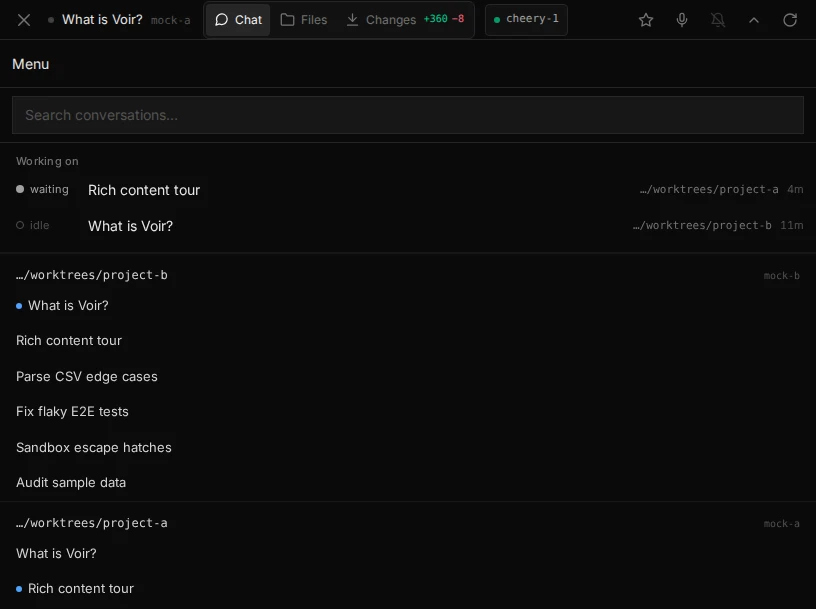 What is Voir? mock-a Chat Files Changes +360 −8 cheery-1
Menu
Search conversations...
Working on
waiting Rich content tour …/worktrees/project-a 4m
idle What is Voir? …/worktrees/project-b 11m
…/worktrees/project-b mock-b
What is Voir?
Rich content tour
Parse CSV edge cases
Fix flaky E2E tests
Sandbox escape hatches
Audit sample data
…/worktrees/project-a mock-a
What is Voir?
Rich content tour